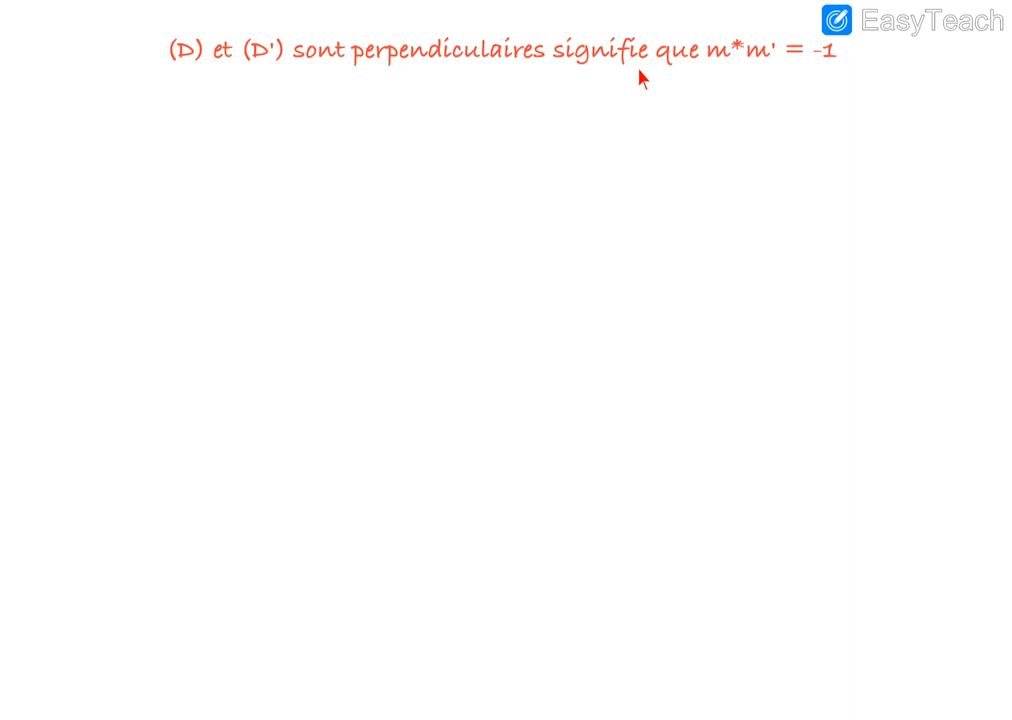 EasyTeach
(D) et (D') sont perpendiculaires signifie que m*m' = -1